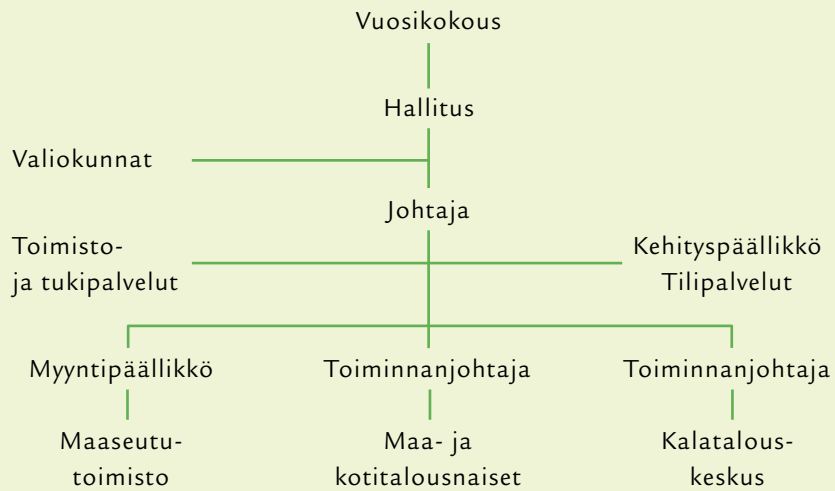 Vuosikokous
Hallitus
Valiokunnat
Johtaja
Toimisto-
ja tukipalvelut
Kehityspäällikkö
Tilipalvelut
Myyntipäällikkö
Toiminnanjohtaja
Toiminnanjohtaja
Maaseutu-
toimisto
Maa- ja
kotitalousnaiset
Kalatalous-
keskus